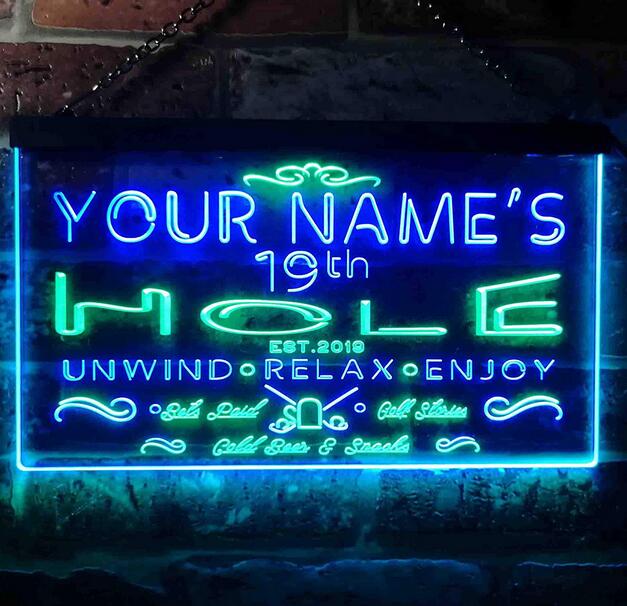 YOUR NAME'S
19th
HOLE
EST.2019
UNWIND • RELAX • ENJOY
Bets Paid Golf Stories
Cold Beer & Snacks